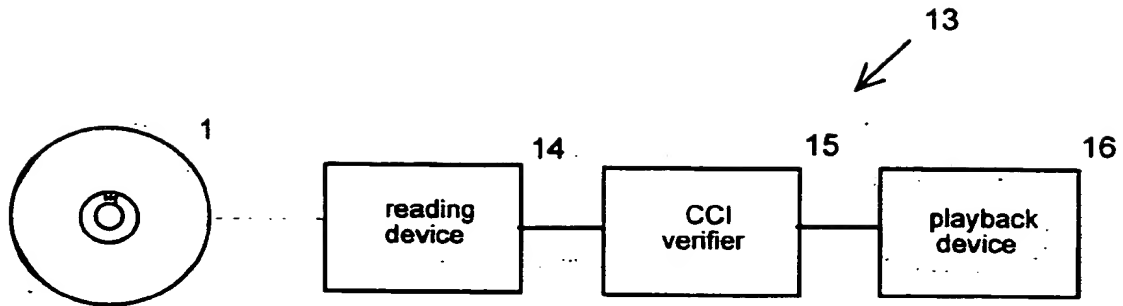 13
1
14
15
16
reading
device
CCI
verifier
playback
device